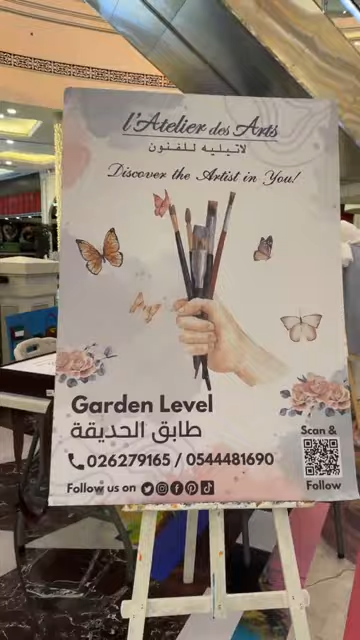 l'Atelier des Arts
لاتيليه للفنون
Discover the Artist in You!
Garden Level
طابق الحديقة
026279165 / 0544481690
Scan &
Follow us on
Follow